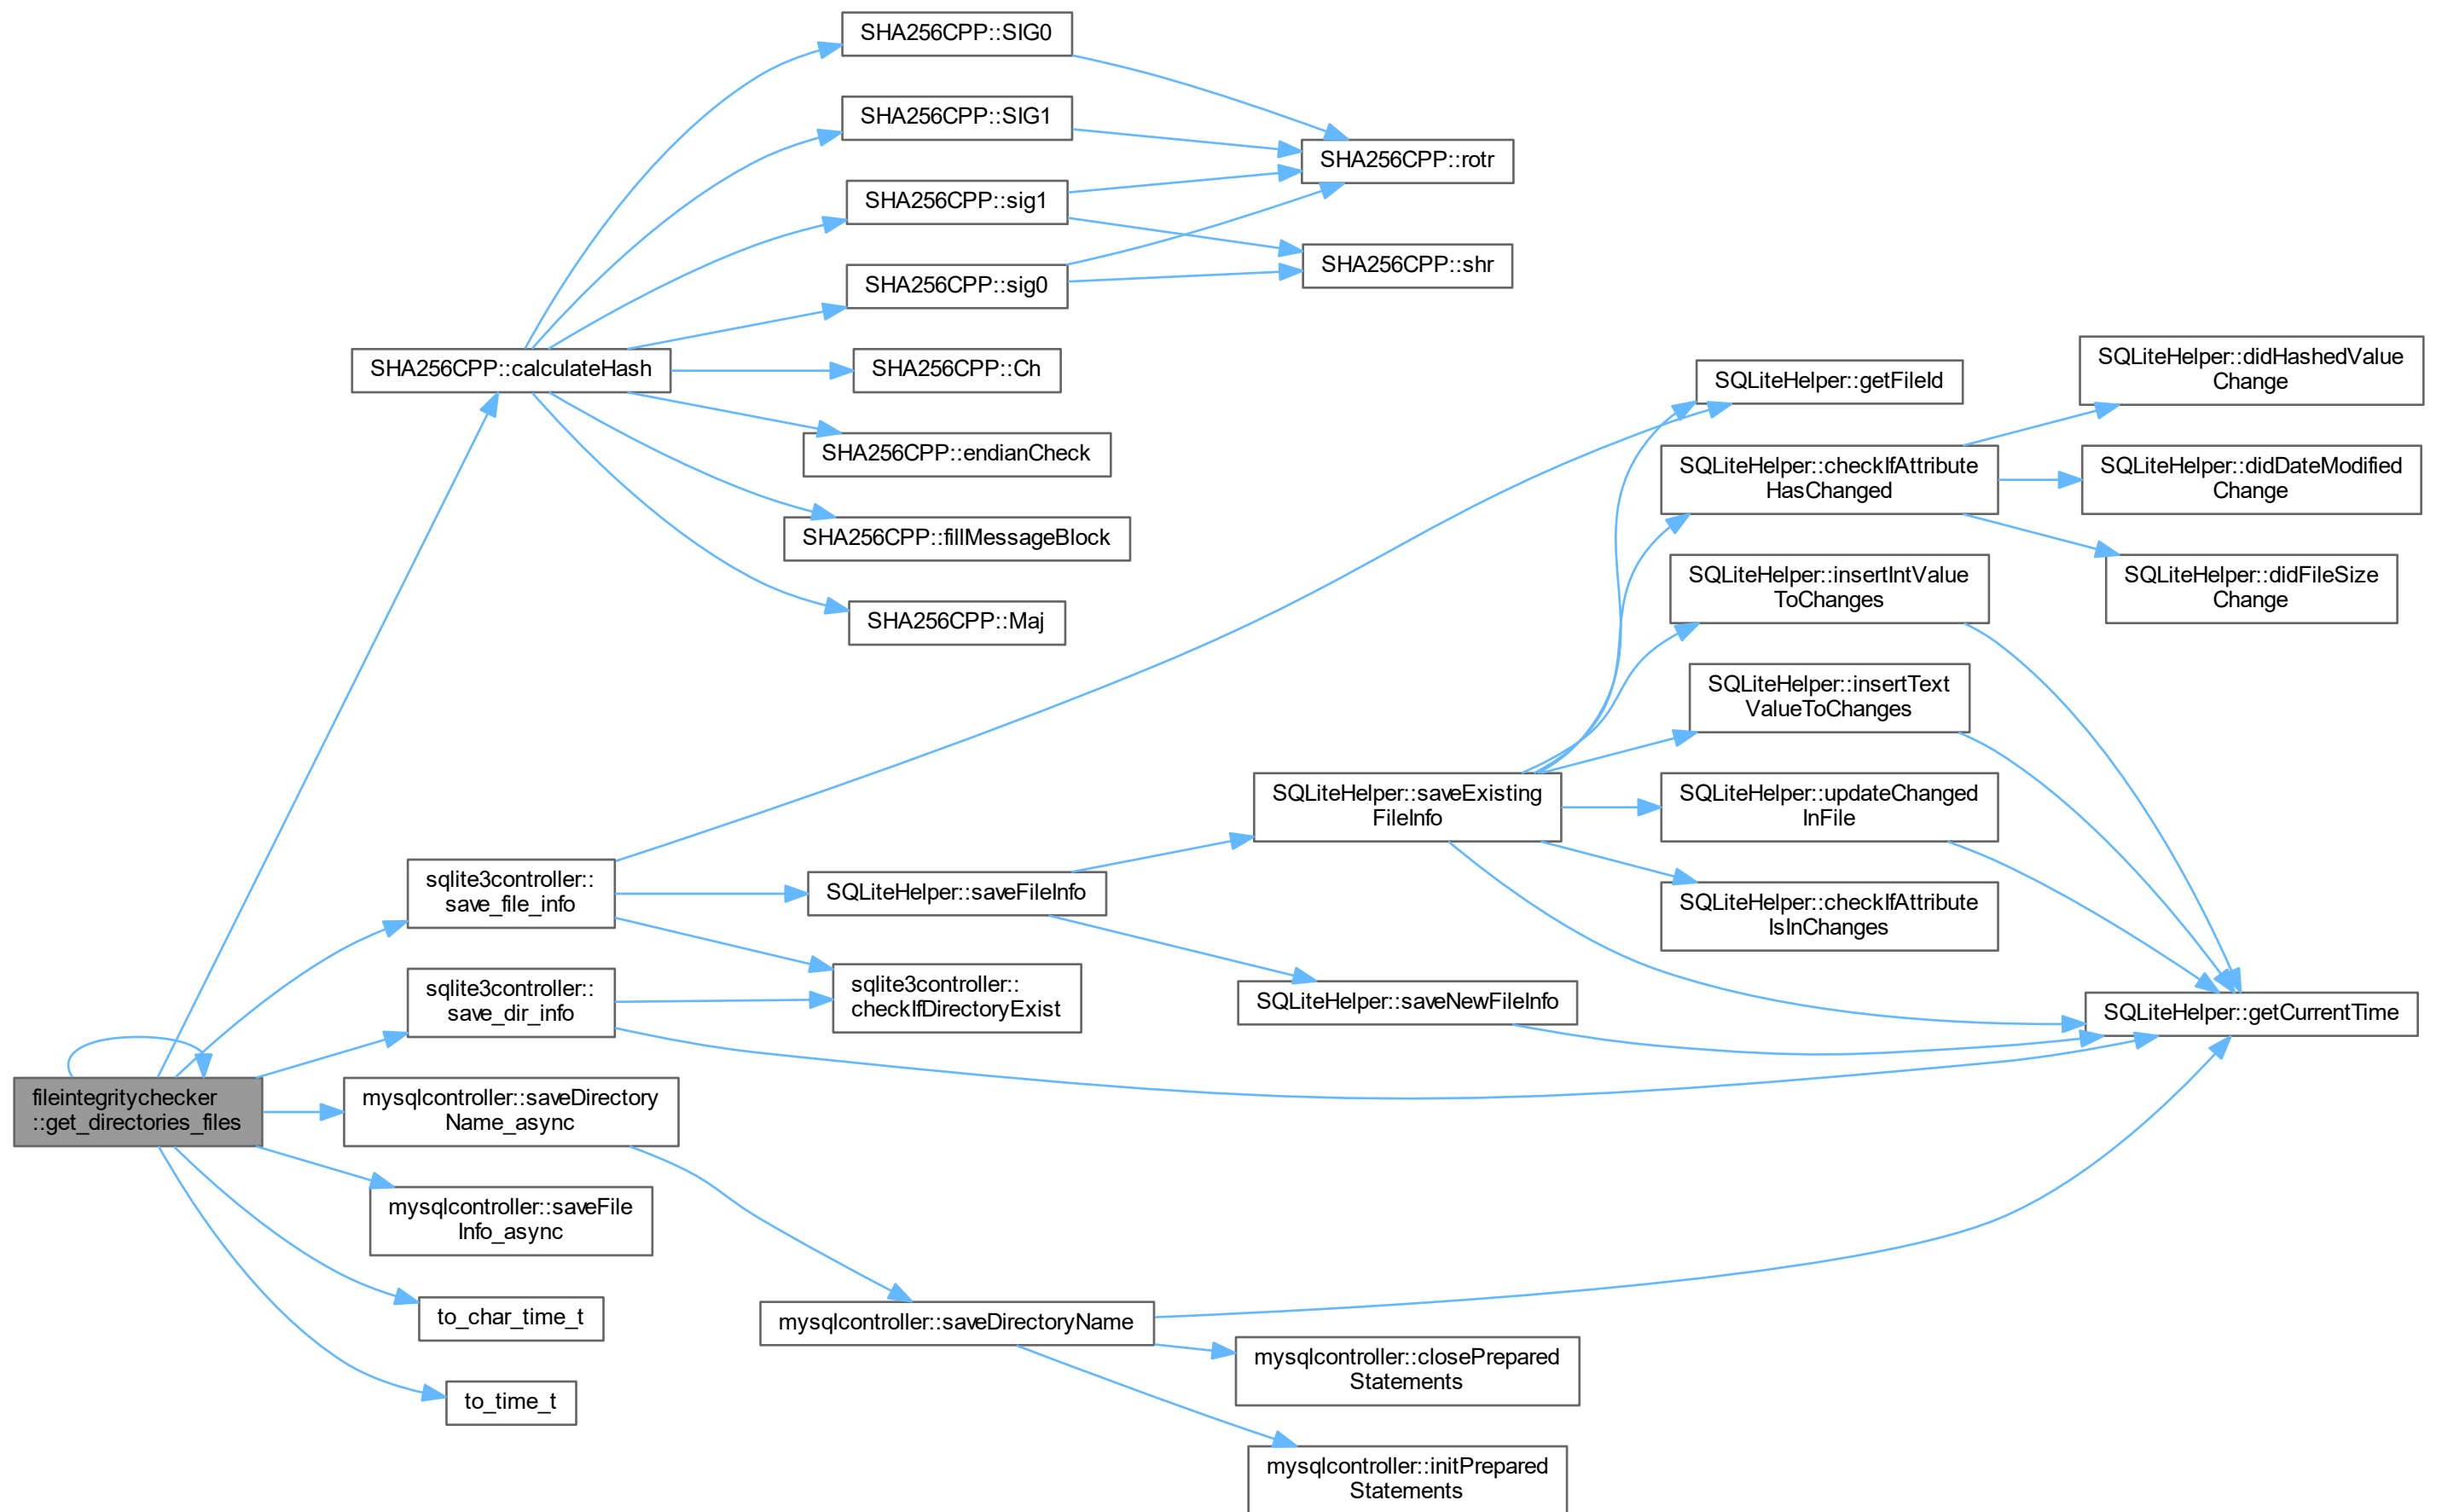 SHA256CPP::SIG0
SHA256CPP::SIG1
SHA256CPP::rotr
SHA256CPP::sig1
SHA256CPP::shr
SHA256CPP::sig0
SHA256CPP::calculateHash
SHA256CPP::Ch
SHA256CPP::endianCheck
SHA256CPP::fillMessageBlock
SHA256CPP::Maj
SQLiteHelper::getFileId
SQLiteHelper::didHashedValue
Change
SQLiteHelper::checkIfAttribute
HasChanged
SQLiteHelper::didDateModified
Change
SQLiteHelper::insertIntValue
ToChanges
SQLiteHelper::didFileSize
Change
SQLiteHelper::insertText
ValueToChanges
SQLiteHelper::saveExisting
FileInfo
SQLiteHelper::updateChanged
InFile
sqlite3controller::
save_file_info
SQLiteHelper::saveFileInfo
SQLiteHelper::checkIfAttribute
IsInChanges
sqlite3controller::
save_dir_info
sqlite3controller::
checkIfDirectoryExist
SQLiteHelper::saveNewFileInfo
SQLiteHelper::getCurrentTime
fileintegritychecker
::get_directories_files
mysqlcontroller::saveDirectory
Name_async
mysqlcontroller::saveFile
Info_async
to_char_time_t
mysqlcontroller::saveDirectoryName
mysqlcontroller::closePrepared
Statements
to_time_t
mysqlcontroller::initPrepared
Statements